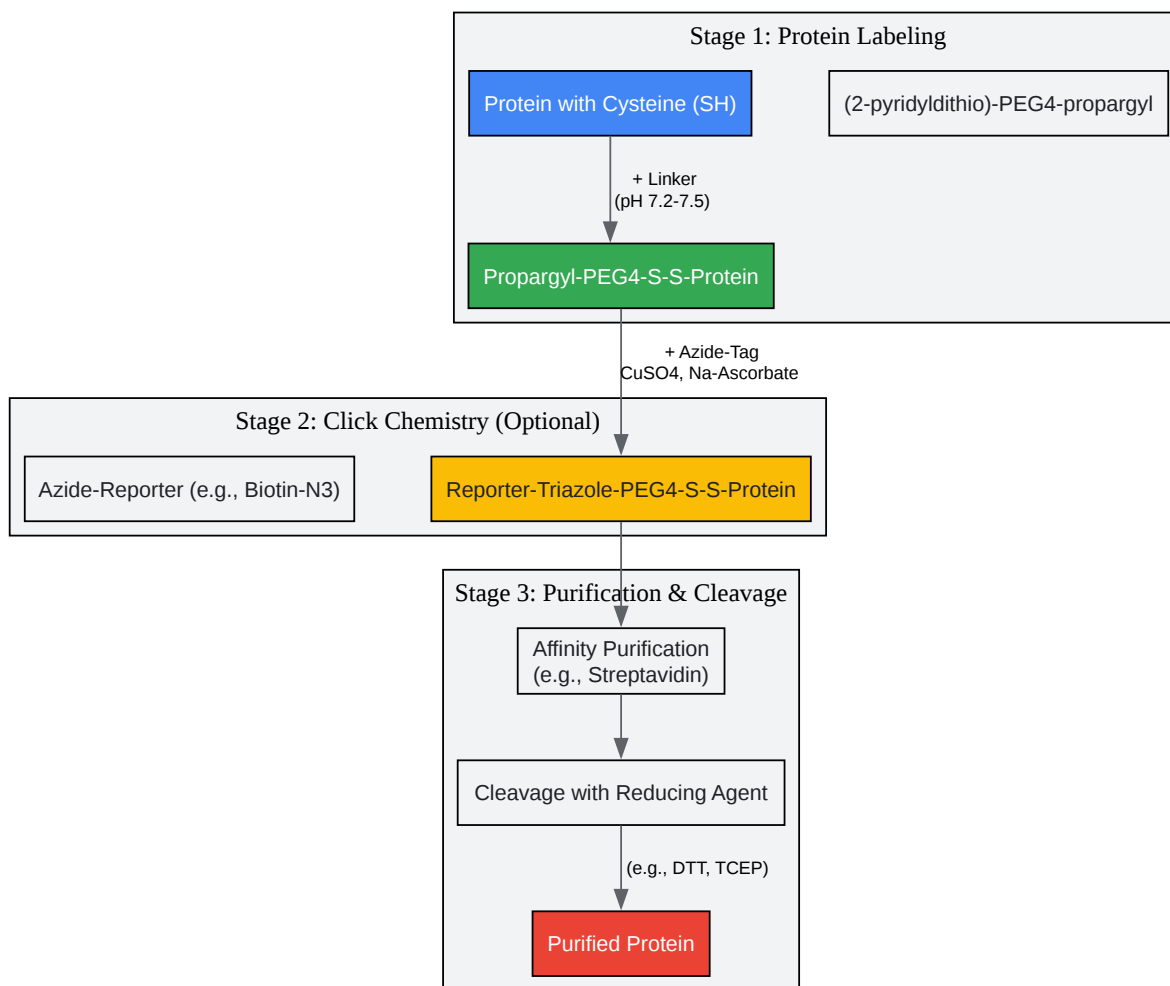 Stage 1: Protein Labeling
Protein with Cysteine (SH)
(2-pyridyldithio)-PEG4-propargyl
+ Linker
(pH 7.2-7.5)
Propargyl-PEG4-S-S-Protein
+ Azide-Tag
CuSO4, Na-Ascorbate
Stage 2: Click Chemistry (Optional)
Azide-Reporter (e.g., Biotin-N3)
Reporter-Triazole-PEG4-S-S-Protein
Stage 3: Purification & Cleavage
Affinity Purification
(e.g., Streptavidin)
Cleavage with Reducing Agent
(e.g., DTT, TCEP)
Purified Protein